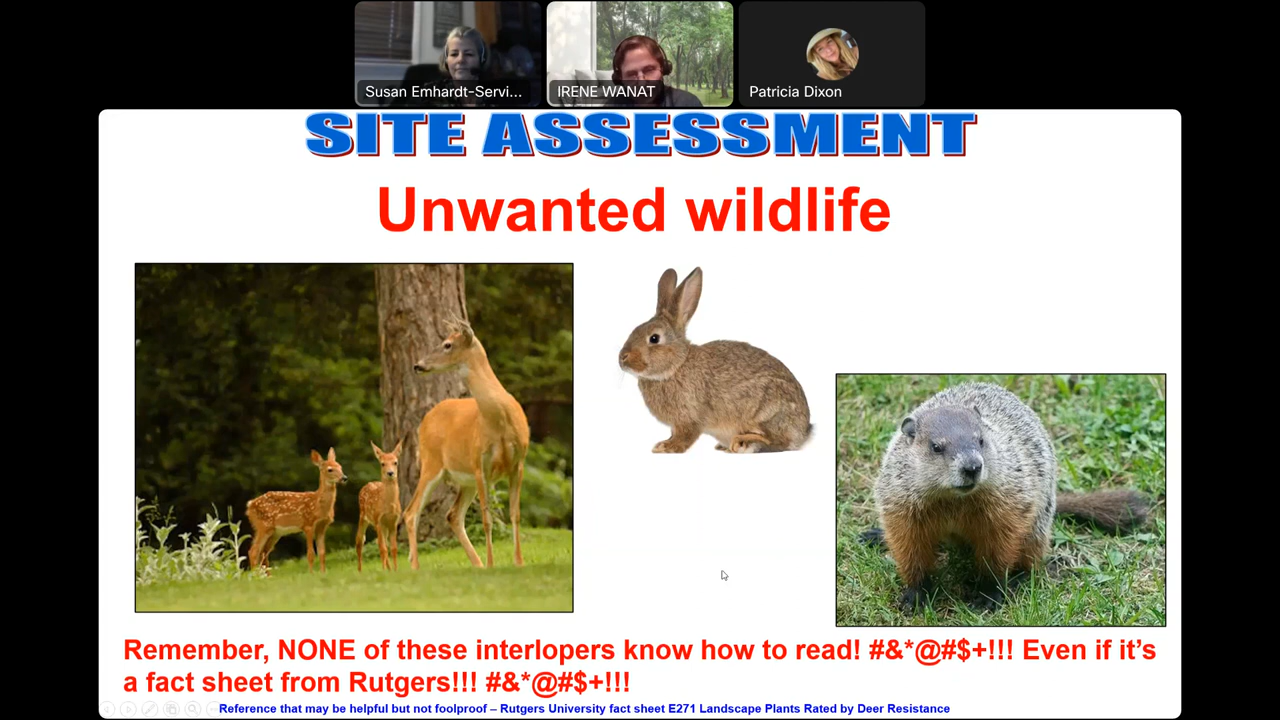 Susan Emhardt-Servi...
IRENE WANAT
Patricia Dixon
SITE ASSESSMENT
Unwanted wildlife
Remember, NONE of these interlopers know how to read! #&*@#$+!!! Even if it’s
a fact sheet from Rutgers!!! #&*@#$+!!!
Reference that may be helpful but not foolproof – Rutgers University fact sheet E271 Landscape Plants Rated by Deer Resistance